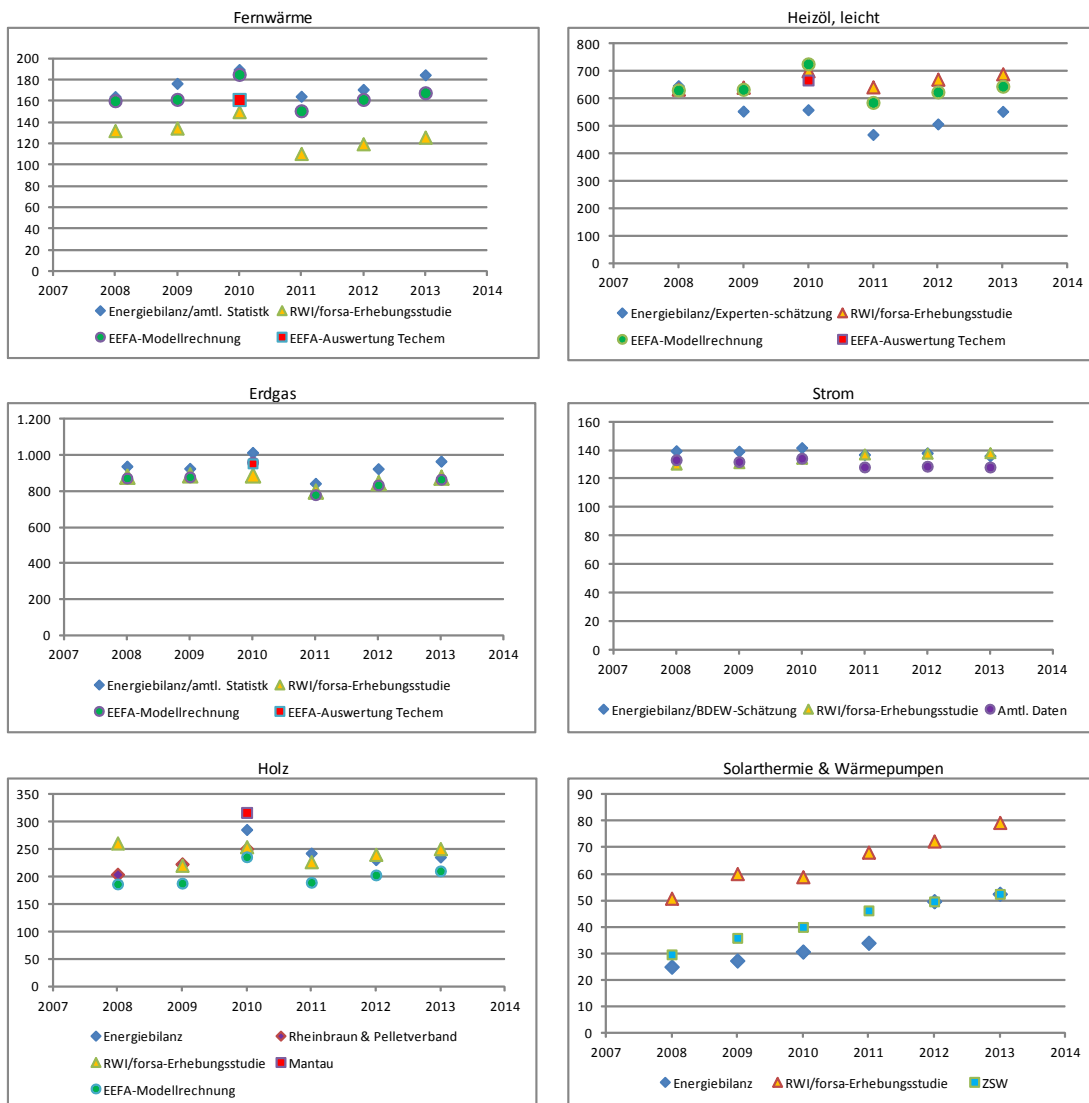 Fernwärme
200
180
160
140
120
100
80
60
40
20
0
2007 2008 2009 2010 2011 2012 2013 2014
Energiebilanz/amtl. Statistk RWI/forsa-Erhebungsstudie
EEFA-Modellrechnung EEFA-Auswertung Techem
Heizöl, leicht
800
700
600
500
400
300
200
100
0
2007 2008 2009 2010 2011 2012 2013 2014
Energiebilanz/Experten-schätzung RWI/forsa-Erhebungsstudie
EEFA-Modellrechnung EEFA-Auswertung Techem
Erdgas
1.200
1.000
800
600
400
200
0
2007 2008 2009 2010 2011 2012 2013 2014
Energiebilanz/amtl. Statistk RWI/forsa-Erhebungsstudie
EEFA-Modellrechnung EEFA-Auswertung Techem
Strom
160
140
120
100
80
60
40
20
0
2007 2008 2009 2010 2011 2012 2013 2014
Energiebilanz/BDEW-Schätzung RWI/forsa-Erhebungsstudie Amtl. Daten
Holz
350
300
250
200
150
100
50
0
2007 2008 2009 2010 2011 2012 2013 2014
Energiebilanz Rheinbraun & Pelletverband
RWI/forsa-Erhebungsstudie Mantau
EEFA-Modellrechnung
Solarthermie & Wärmepumpen
90
80
70
60
50
40
30
20
10
0
2007 2008 2009 2010 2011 2012 2013 2014
Energiebilanz RWI/forsa-Erhebungsstudie ZSW